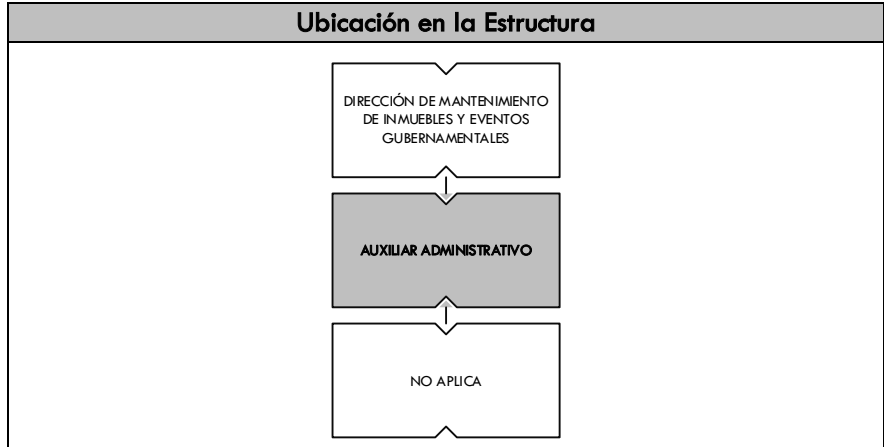 Ubicación en la Estructura
DIRECCIÓN DE MANTENIMIENTO
DE INMUEBLES Y EVENTOS
GUBERNAMENTALES
AUXILIAR ADMINISTRATIVO
NO APLICA